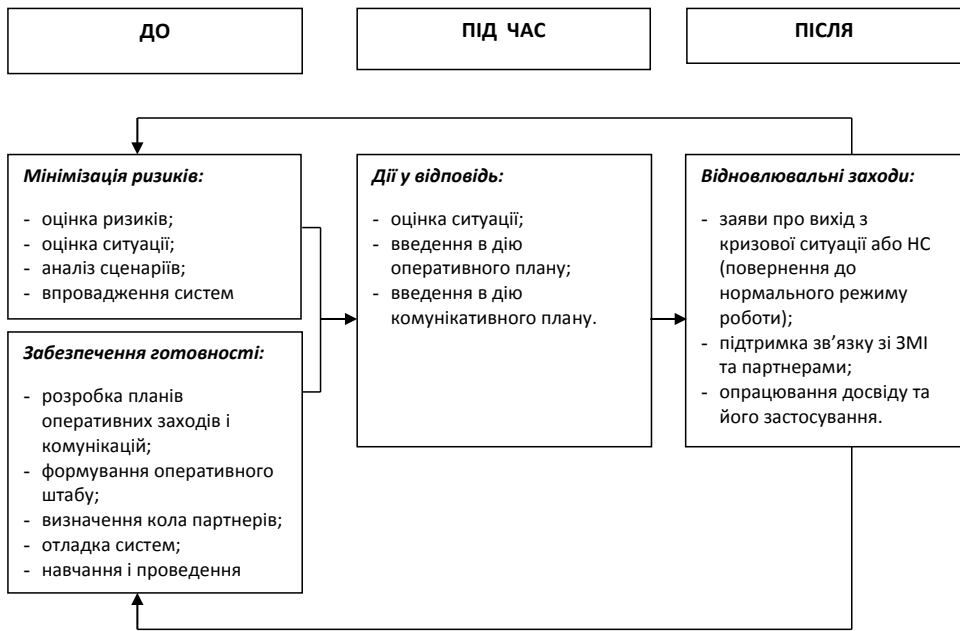 ДО
ПІД ЧАС
ПІСЛЯ
Мінімізація ризиків:
- оцінка ризиків;
- оцінка ситуації;
- аналіз сценаріїв;
- впровадження систем
Забезпечення готовності:
- розробка планів
оперативних заходів і
комунікацій;
- формування оперативного
штабу;
- визначення кола партнерів;
- отладка систем;
- навчання і проведення
Дії у відповідь:
- оцінка ситуації;
- введення в дію
оперативного плану;
- введення в дію
комунікативного плану.
Відновлювальні заходи:
- заяви про вихід з
кризової ситуації або НС
(повернення до
нормального режиму
роботи);
- підтримка зв’язку зі ЗМІ
та партнерами;
- опрацювання досвіду та
його застосування.